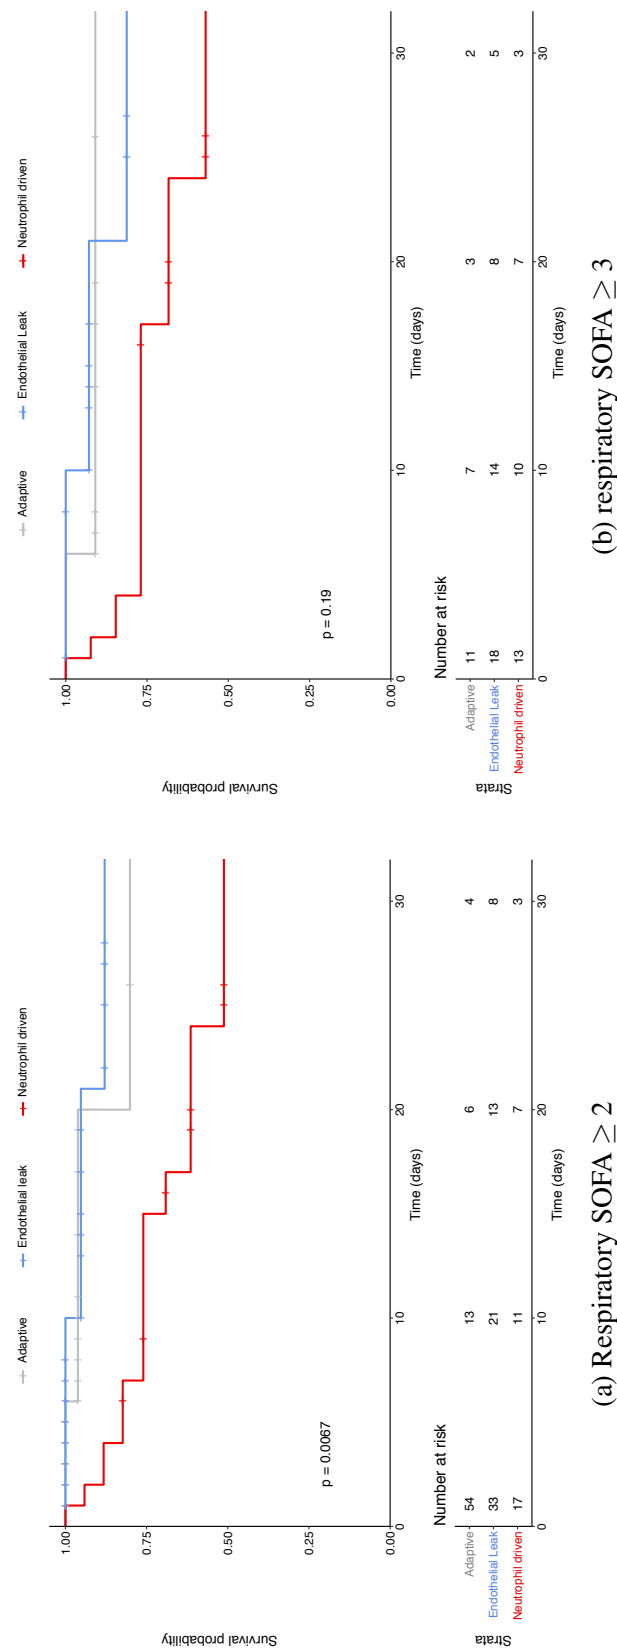 Adaptive Endothelial leak Neutrophil driven
1.00
0.75
0.50
0.25
0.00
Survival probability
p = 0.0067
0 10 20 30
Time (days)
Number at risk
Adaptive 54 13 6 4
Endothelial Leak 33 21 13 8
Neutrophil driven 17 11 7 3
Strata
0 10 20 30
Time (days)
(a) Respiratory SOFA ≥ 2
Adaptive Endothelial Leak Neutrophil driven
1.00
0.75
0.50
0.25
0.00
Survival probability
p = 0.19
0 10 20 30
Time (days)
Number at risk
Adaptive 11 7 3 2
Endothelial Leak 18 14 8 5
Neutrophil driven 13 10 7 3
Strata
0 10 20 30
Time (days)
(b) respiratory SOFA ≥ 3